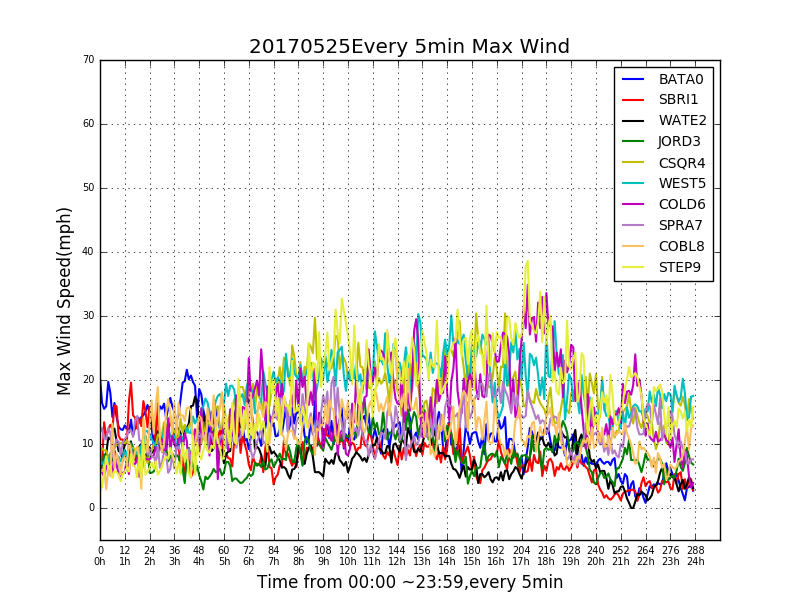 20170525Every 5min Max Wind
70
60
50
40
30
20
10
0
Max Wind Speed(mph)
BATA0
SBRI1
WATE2
JORD3
CSQR4
WEST5
COLD6
SPRA7
COBL8
STEP9
0 12 24 36 48 60 72 84 96 108 120 132 144 156 168 180 192 204 216 228 240 252 264 276 288
0h 1h 2h 3h 4h 5h 6h 7h 8h 9h 10h 11h 12h 13h 14h 15h 16h 17h 18h 19h 20h 21h 22h 23h 24h
Time from 00:00 ~23:59,every 5min